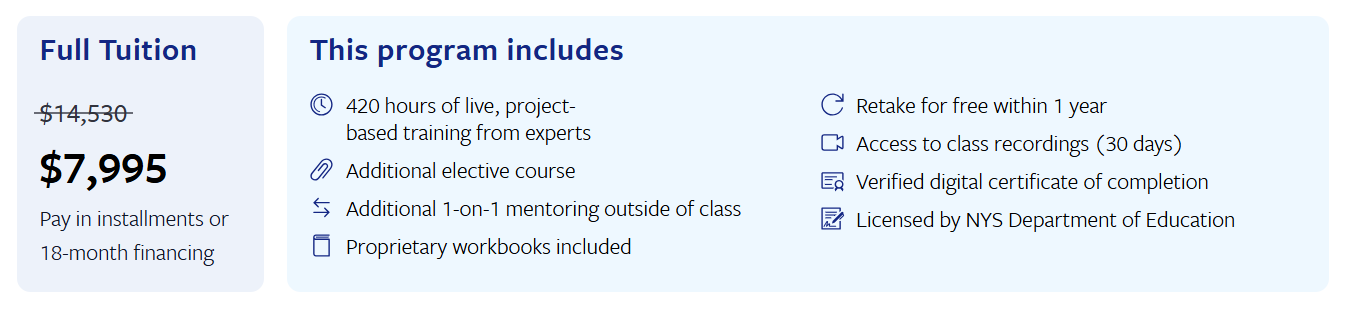 Full Tuition
$14,530
$7,995
Pay in installments or
18-month financing
This program includes
420 hours of live, project-
based training from experts
Additional elective course
Additional 1-on-1 mentoring outside of class
Proprietary workbooks included
Retake for free within 1 year
Access to class recordings (30 days)
Verified digital certificate of completion
Licensed by NYS Department of Education